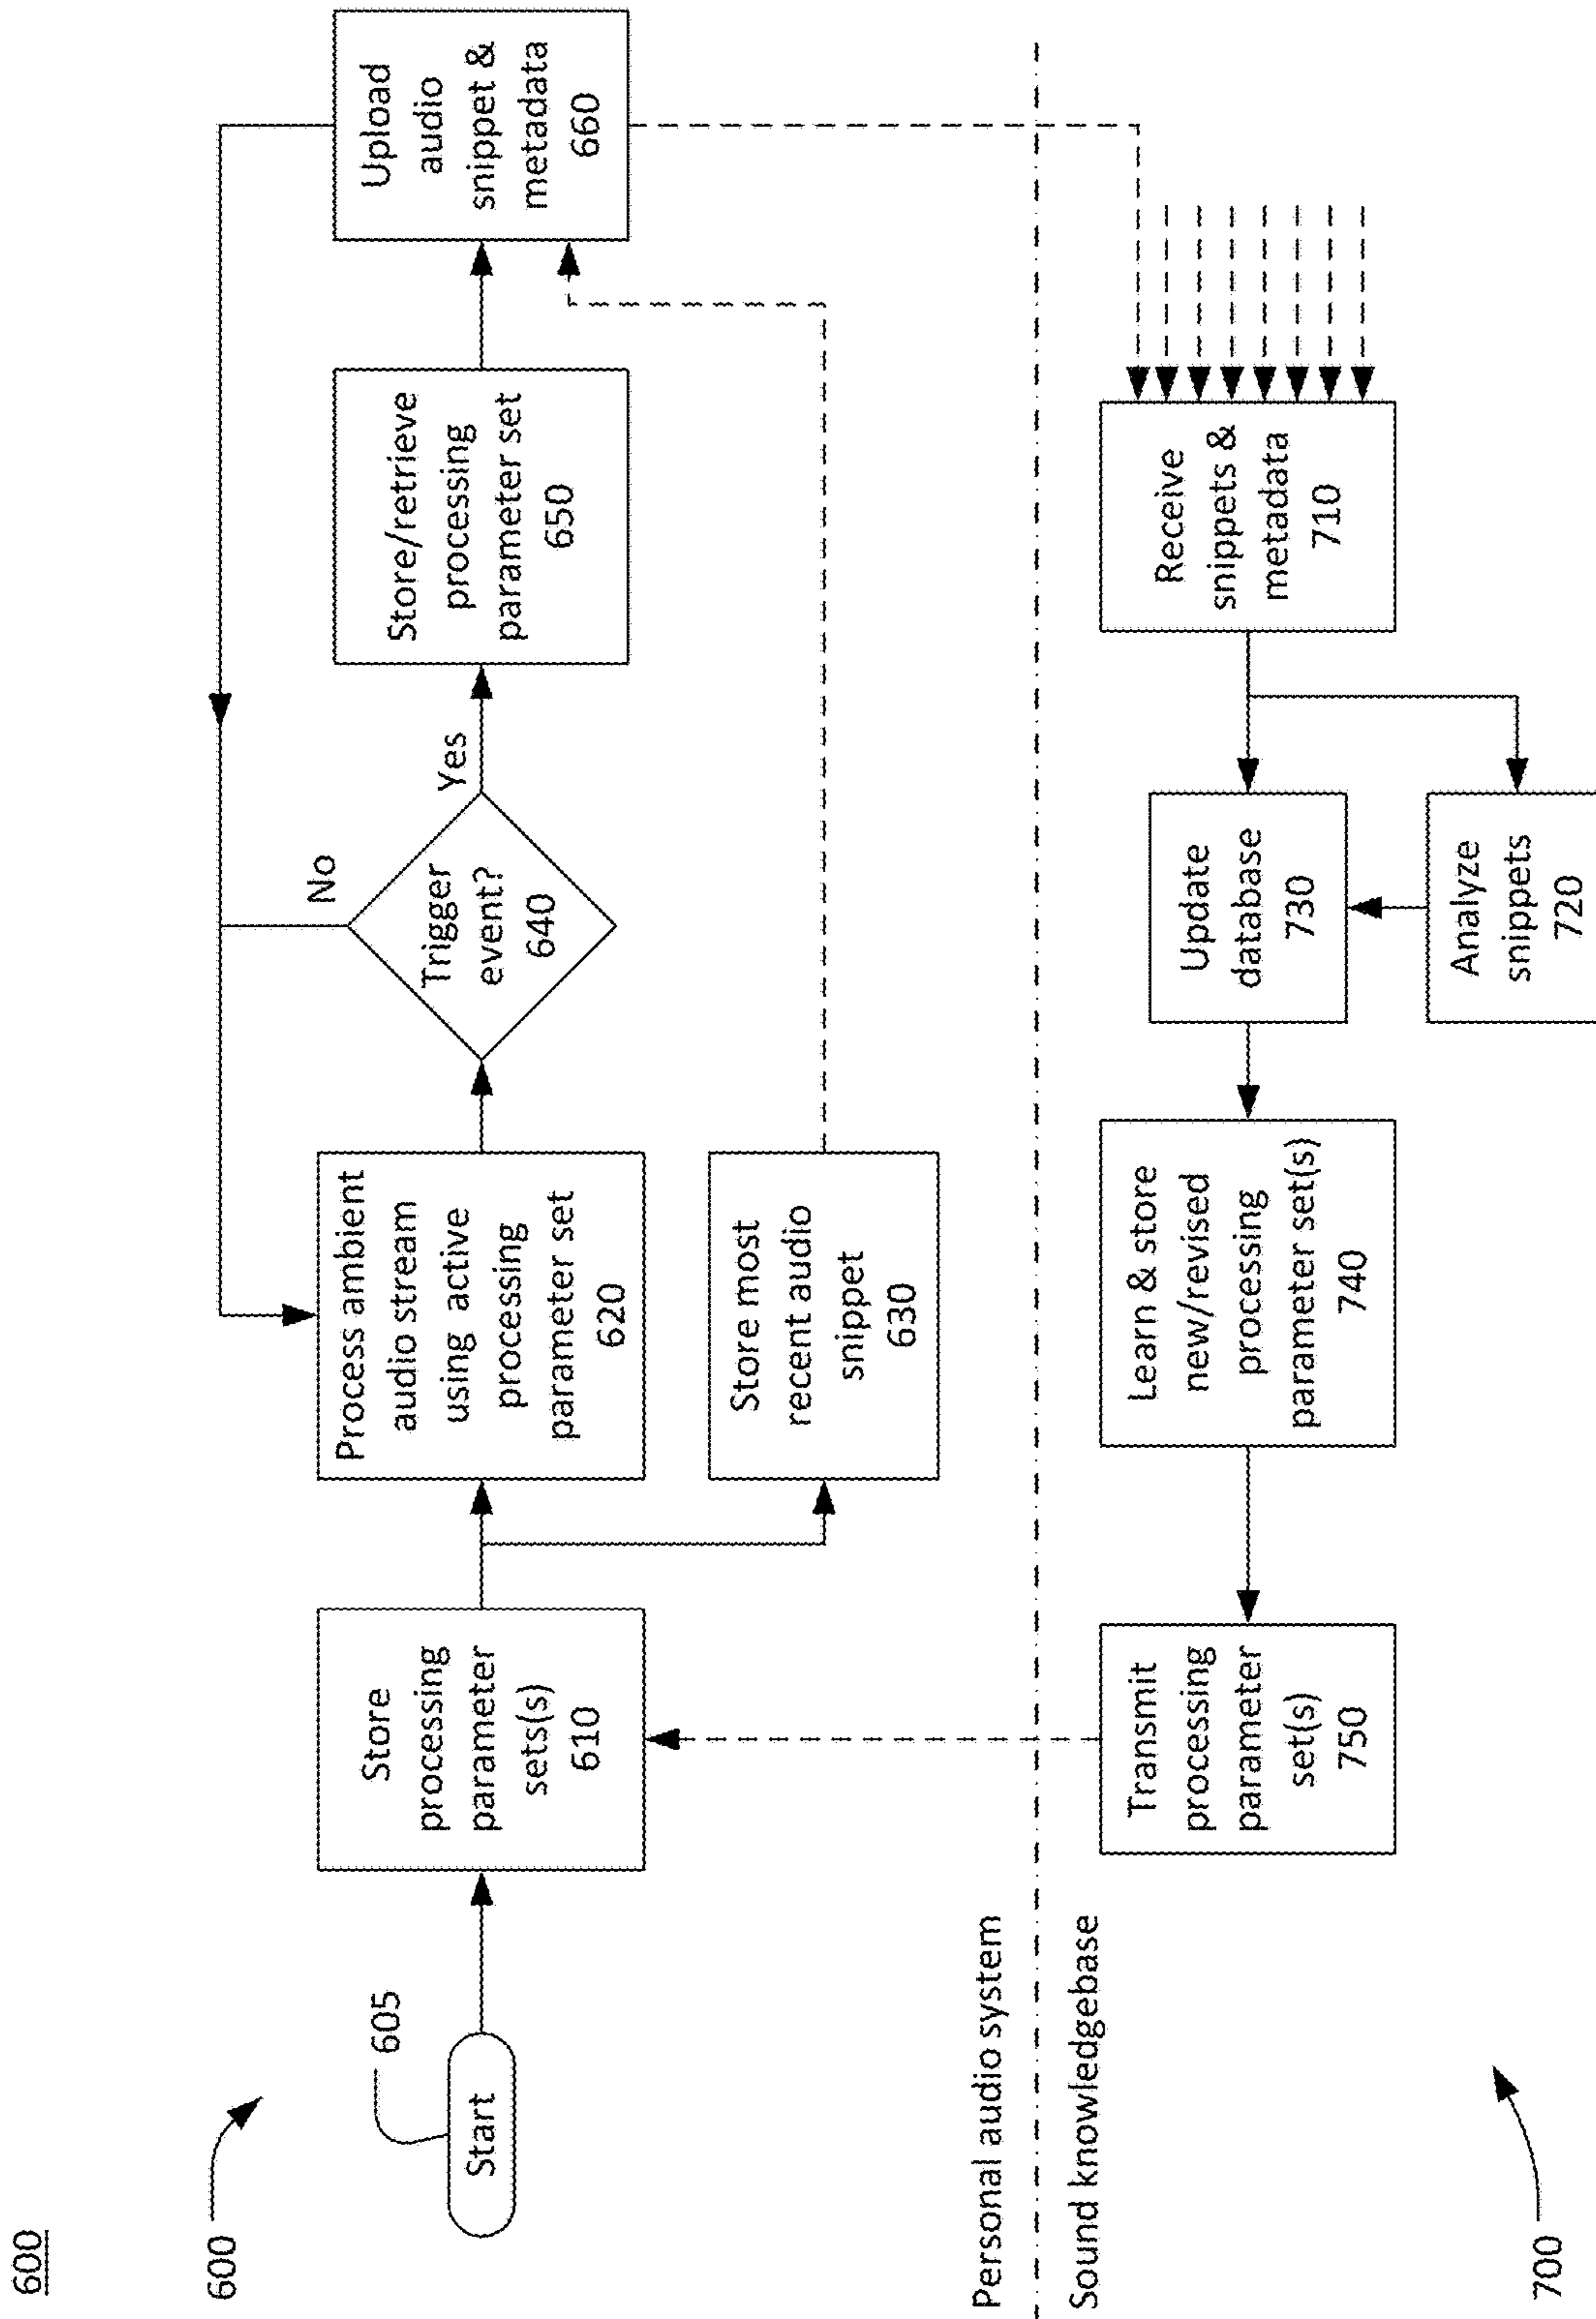 600
600
605
Start
Store
processing
parameter
sets(s)
610
Process ambient
audio stream
using active
processing
parameter set
620
Store most
recent audio
snippet
630
Trigger
event?
640
No
Yes
Store/retrieve
processing
parameter set
650
Upload
audio
snippet &
metadata
660
Personal audio system
Sound knowledgebase
Transmit
processing
parameter
set(s)
750
Learn & store
new/revised
processing
parameter set(s)
740
Update
database
730
Analyze
snippets
720
Receive
snippets &
metadata
710
700